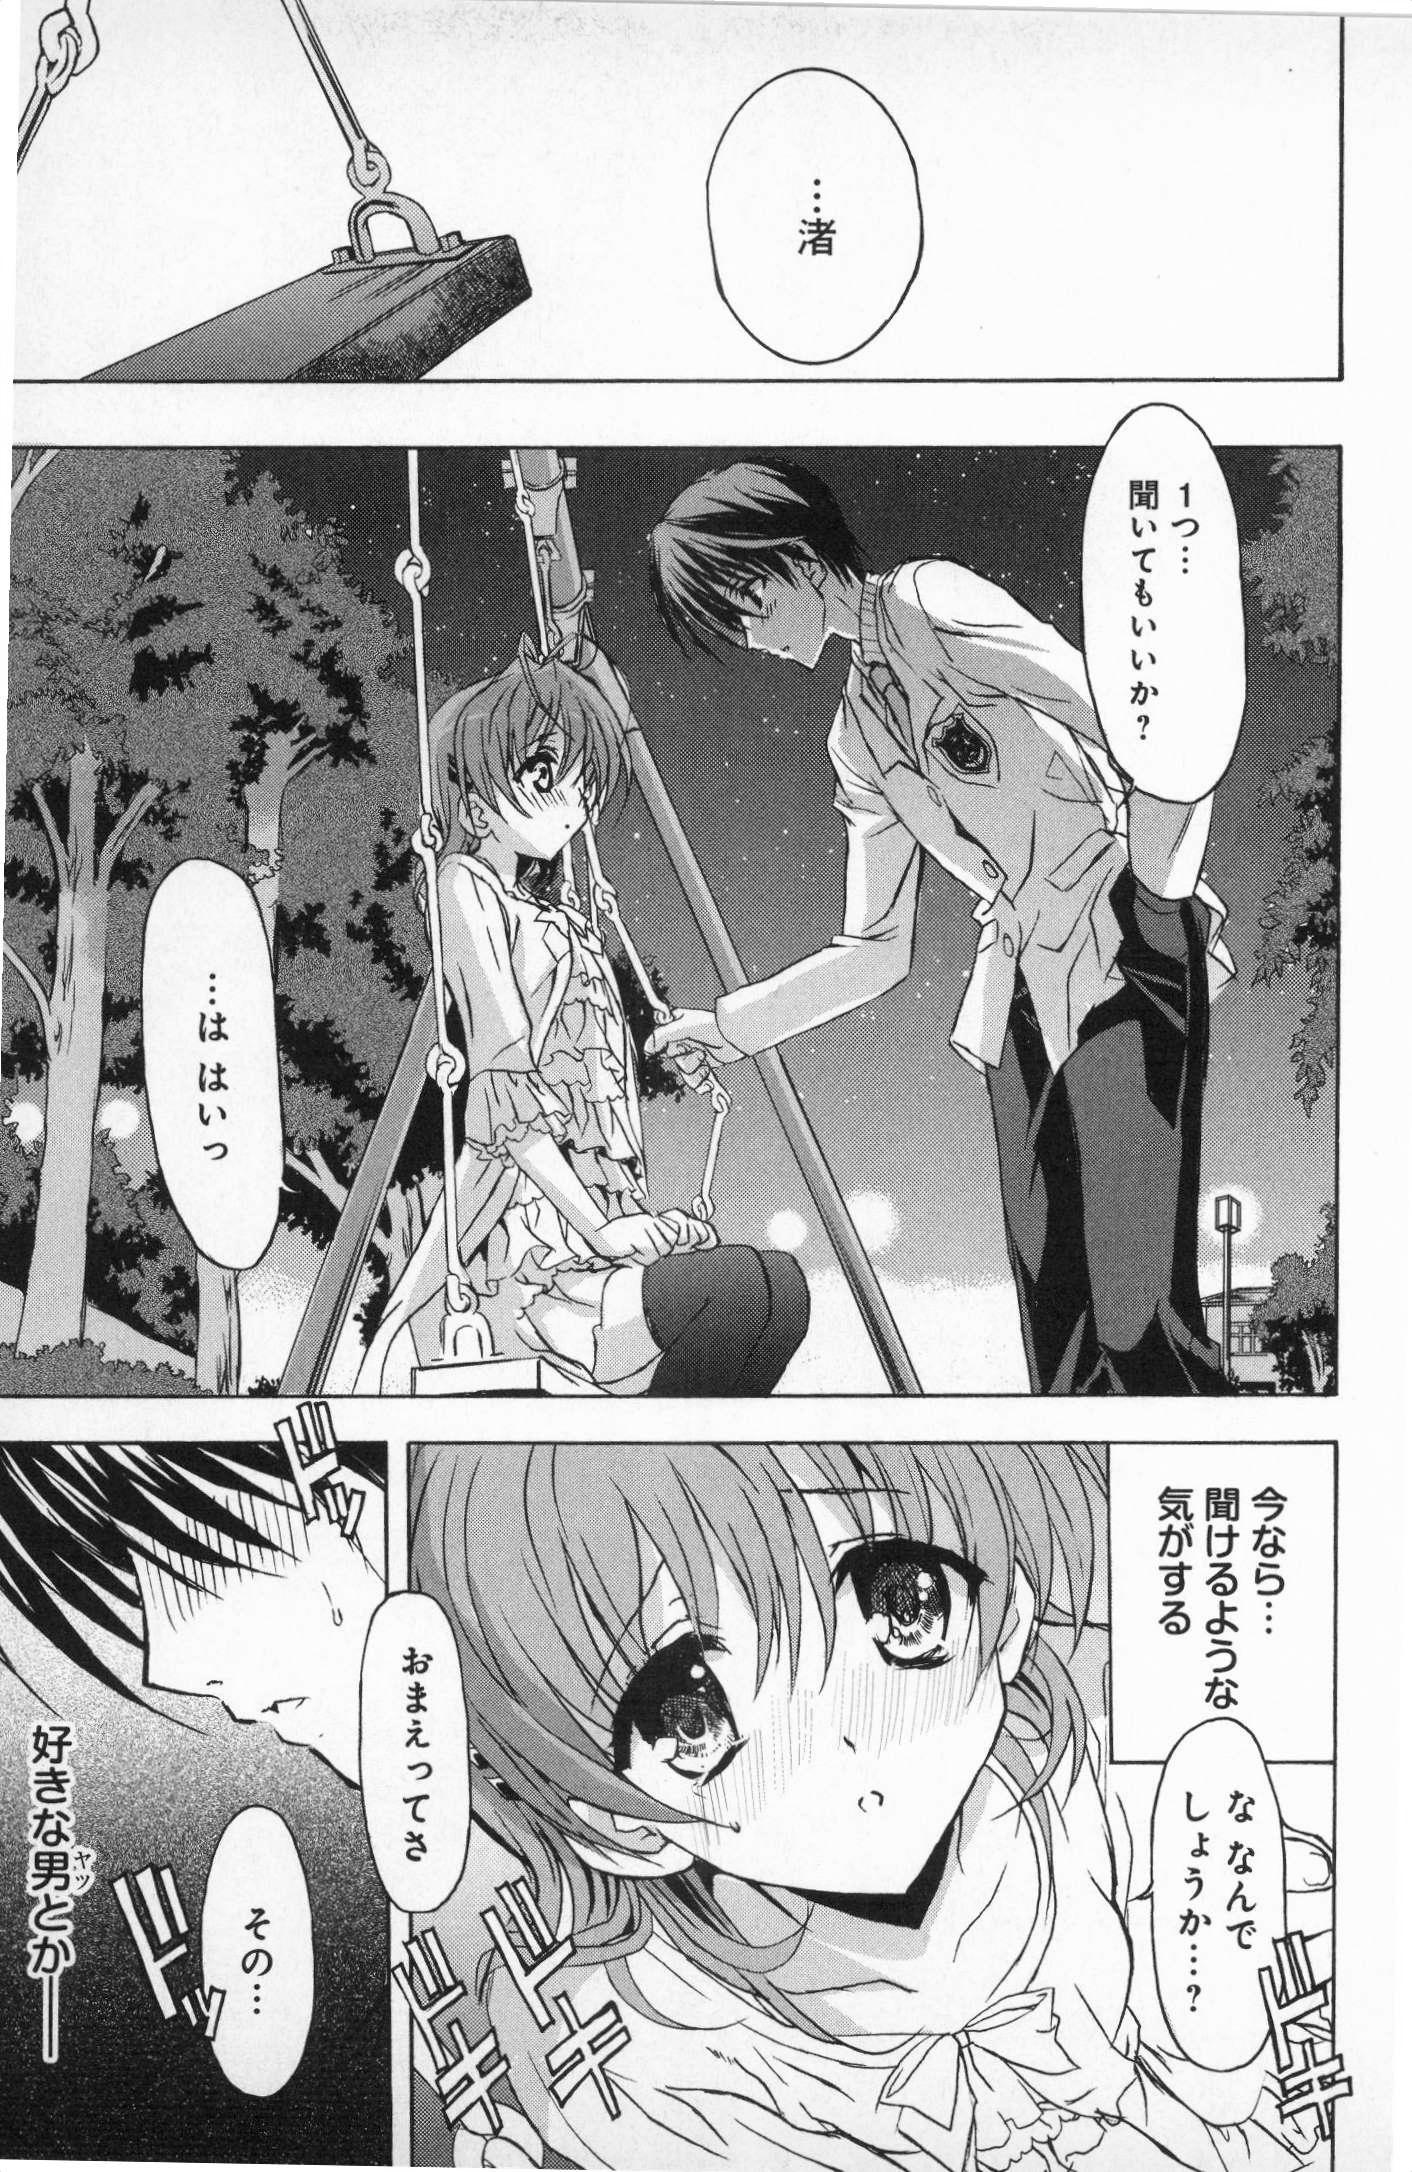 …渚
1つ…
聞いてもいいか?
…は はいっ
今なら…
聞けるような
気がする
な なんで
しょうか…?
ドキ
ドキ
ドキ
おまえってさ
ドッ
ドッ
その…
好きな男とか――
ヤツ